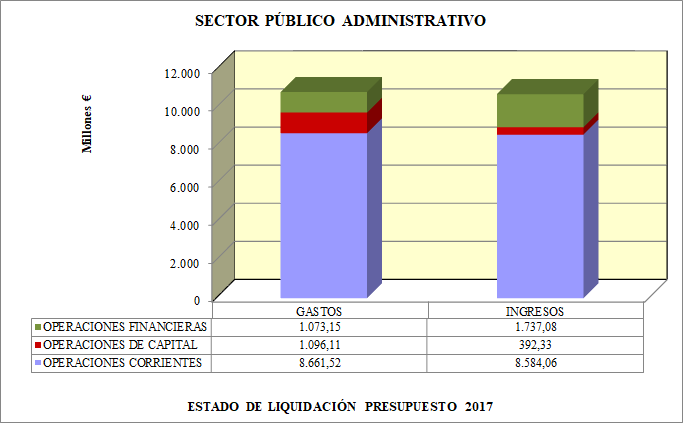 SECTOR PÚBLICO ADMINISTRATIVO
Millones €
12.000
10.000
8.000
6.000
4.000
2.000
0
GASTOS INGRESOS
OPERACIONES FINANCIERAS 1.073,15 1.737,08
OPERACIONES DE CAPITAL 1.096,11 392,33
OPERACIONES CORRIENTES 8.661,52 8.584,06
ESTADO DE LIQUIDACIÓN PRESUPUESTO 2017